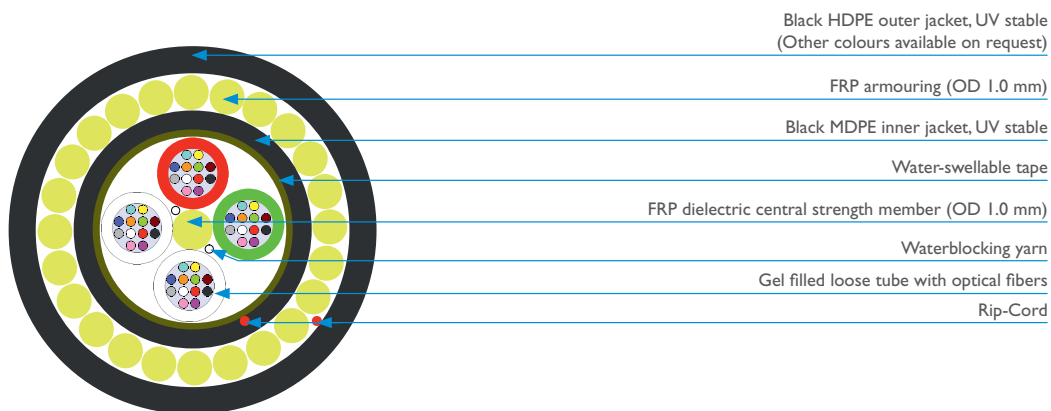 Black HDPE outer jacket, UV stable
(Other colours available on request)
FRP armouring (OD 1.0 mm)
Black MDPE inner jacket, UV stable
Water-swellable tape
FRP dielectric central strength member (OD 1.0 mm)
Waterblocking yarn
Gel filled loose tube with optical fibers
Rip-Cord